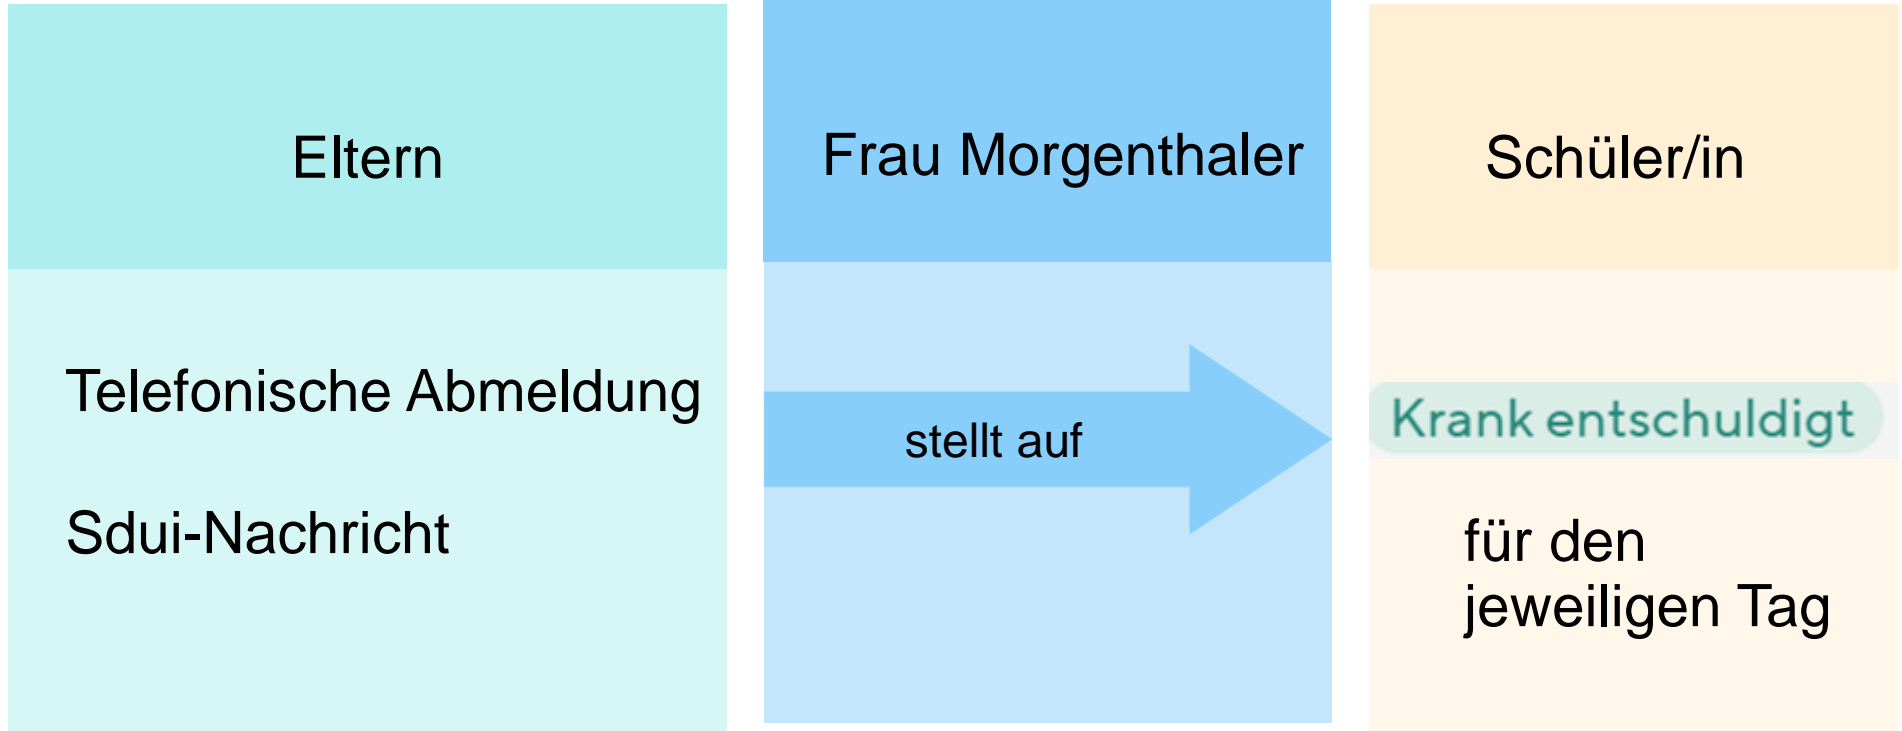 Eltern
Telefonische Abmeldung
Sdui-Nachricht
Frau Morgenthaler
stellt auf
Schüler/in
Krank entschuldigt
für den
jeweiligen Tag